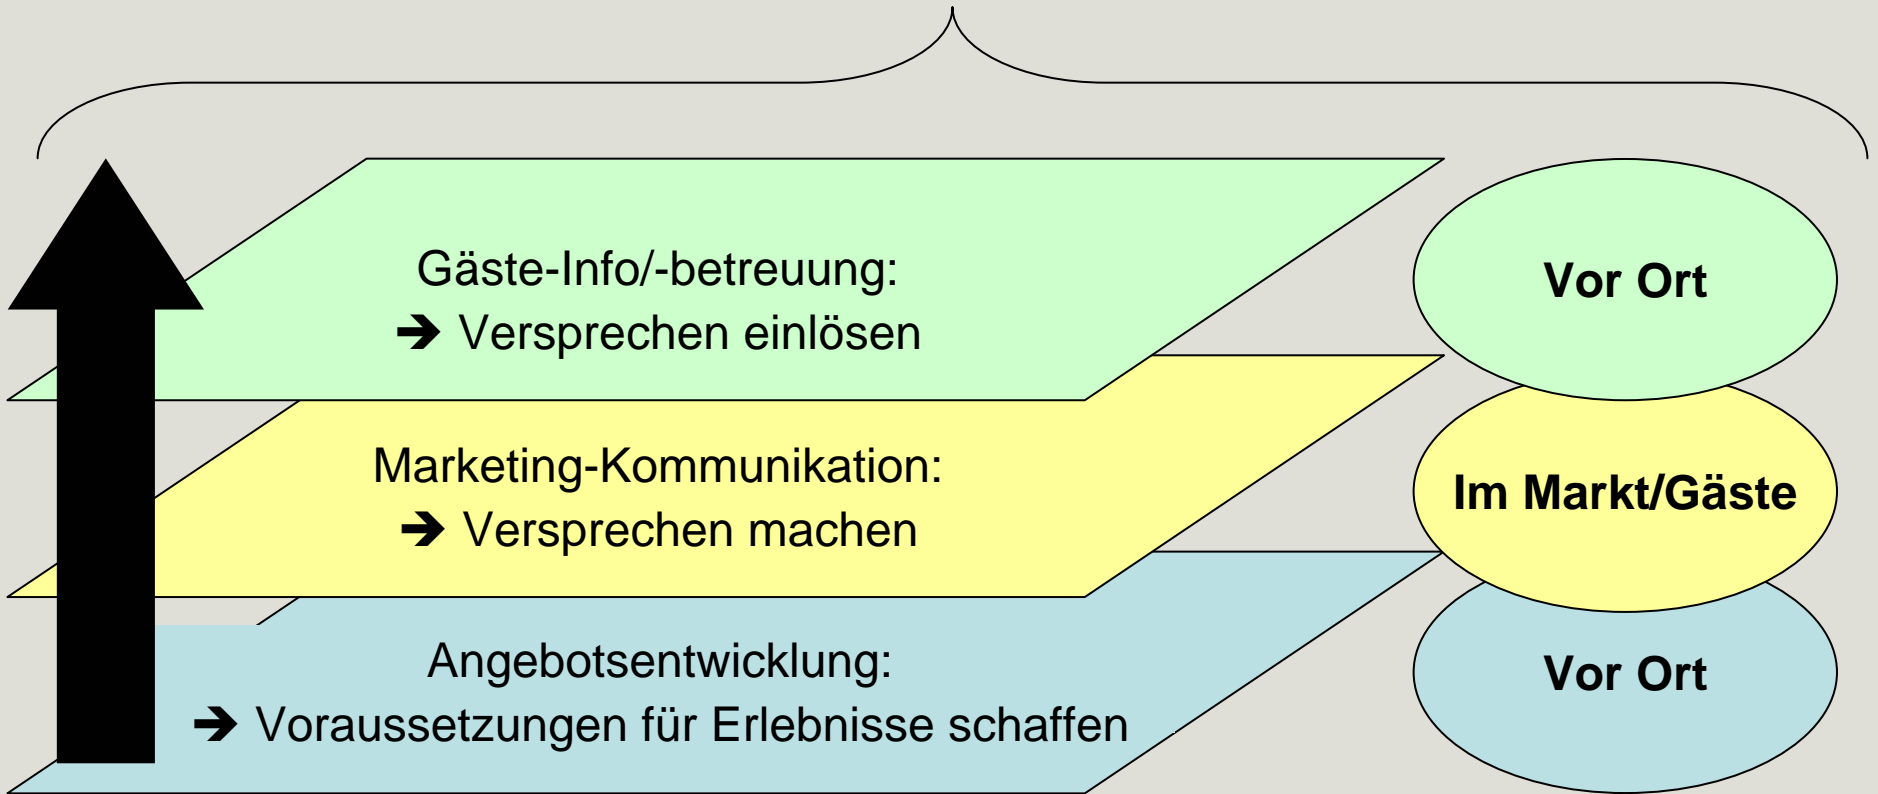 Gäste-Info/-betreuung:
➔ Versprechen einlösen
Vor Ort
Marketing-Kommunikation:
➔ Versprechen machen
Im Markt/Gäste
Angebotsentwicklung:
➔ Voraussetzungen für Erlebnisse schaffen
Vor Ort